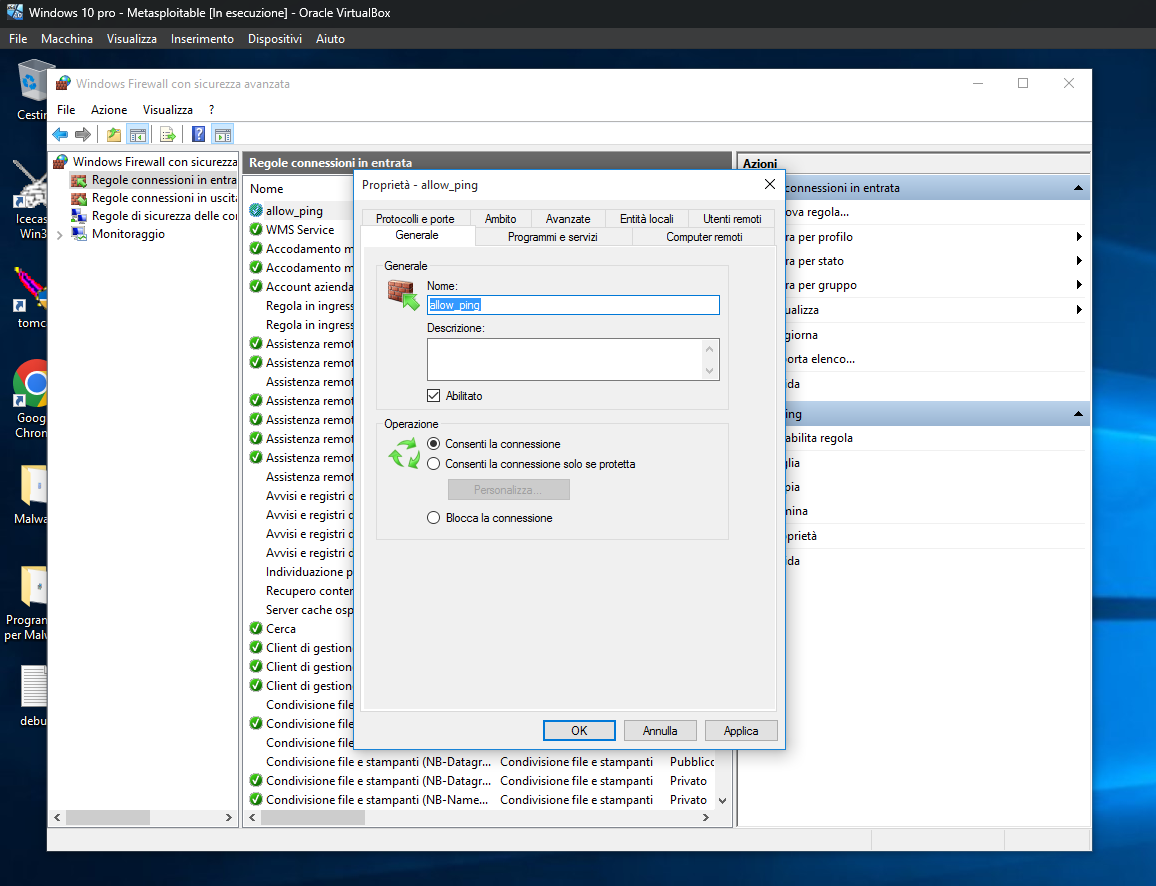 Windows 10 pro - Metasploitable [In esecuzione] - Oracle VirtualBox
File Macchina Visualizza Inserimento Dispositivi Aiuto
Windows Firewall con sicurezza avanzata
File Azione Visualizza ?
Cestin
Icecas
Win3
tomc
Goog
Chron
Malwa
Program
per Malw
debu
Windows Firewall con sicurezza
Regole connessioni in entra
Regole connessioni in uscita
Regole di sicurezza delle cor
Monitoraggio
Regole connessioni in entrata
Nome
allow_ping
WMS Service
Accodamento m
Accodamento m
Account azienda
Regola in ingress
Regola in ingress
Assistenza remot
Assistenza remot
Assistenza remot
Assistenza remot
Assistenza remot
Assistenza remot
Assistenza remot
Assistenza remot
Avvisi e registri d
Avvisi e registri d
Avvisi e registri d
Avvisi e registri d
Individuazione p
Recupero conten
Server cache osp
Cerca
Client di gestion
Client di gestion
Client di gestion
Condivisione file
Condivisione file
Condivisione file
Condivisione file e stampanti (NB-Datagr... Condivisione file e stampanti Pubblico
Condivisione file e stampanti (NB-Datagr... Condivisione file e stampanti Privato
Condivisione file e stampanti (NB-Name... Condivisione file e stampanti Privato
Proprietà - allow_ping
Protocolli e porte Ambito Avanzate Entità locali Utenti remoti
Generale Programmi e servizi Computer remoti
Generale
Nome:
allow_ping
Descrizione:
Abilitato
Operazione
Consenti la connessione
Consenti la connessione solo se protetta
Personalizza...
Blocca la connessione
OK Annulla Applica
Azioni
connessioni in entrata
ova regola...
ra per profilo
ra per stato
ra per gruppo
ualizza
giorna
orta elenco...
ida
ing
abilita regola
glia
pia
mina
prietà
ida